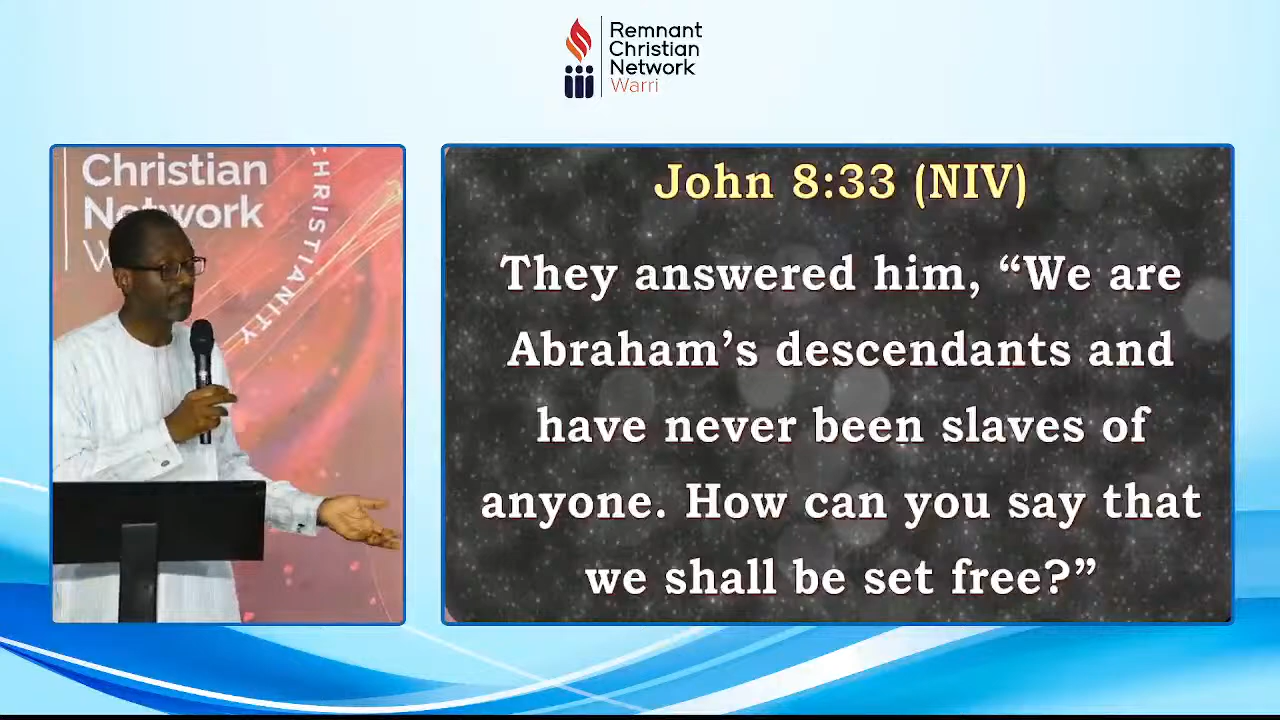 Remnant
Christian
Network
Warri
Christian
Network
W
CHRISTIANITY
John 8:33 (NIV)
They answered him, “We are
Abraham’s descendants and
have never been slaves of
anyone. How can you say that
we shall be set free?”